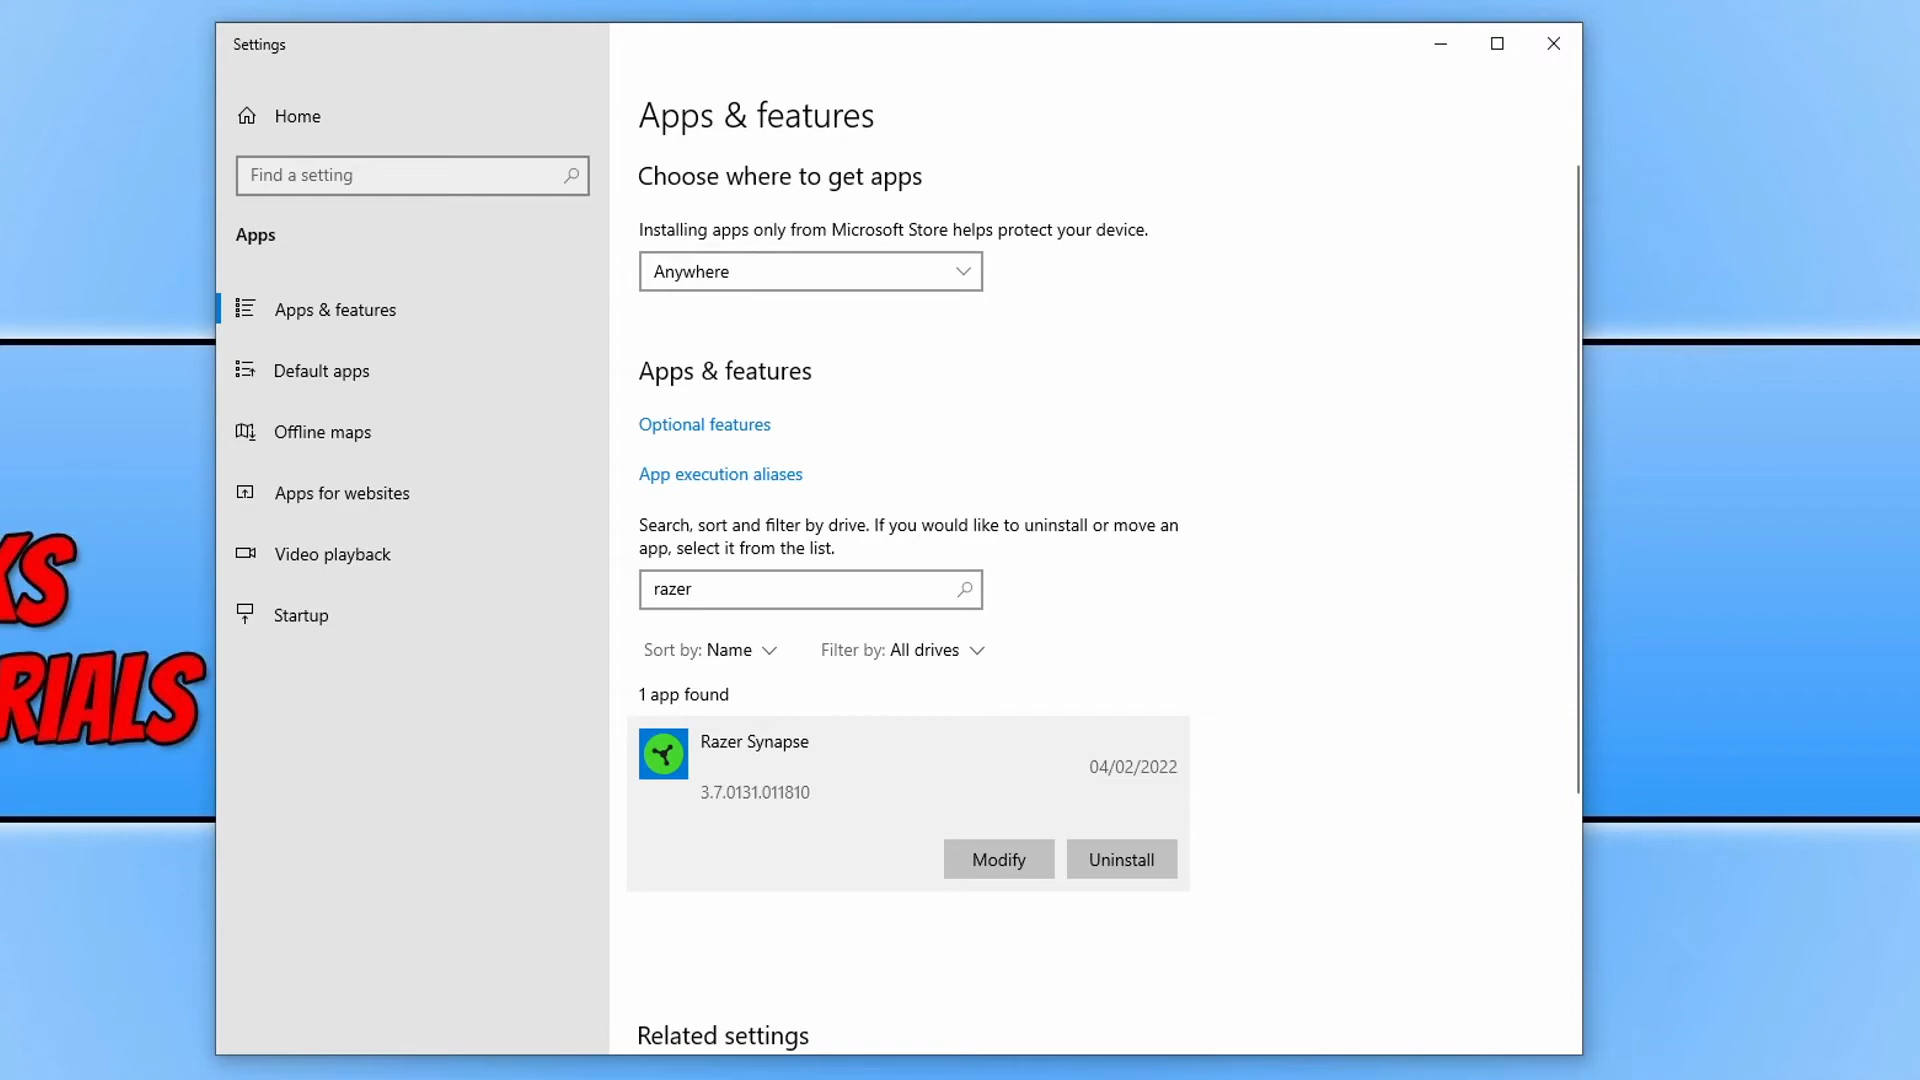 Settings
Home
Find a setting
Apps
Apps & features
Default apps
Offline maps
Apps for websites
Video playback
Startup
Apps & features
Choose where to get apps
Installing apps only from Microsoft Store helps protect your device.
Anywhere
Apps & features
Optional features
App execution aliases
Search, sort and filter by drive. If you would like to uninstall or move an
app, select it from the list.
razer
Sort by: Name
Filter by: All drives
1 app found
Razer Synapse
04/02/2022
3.7.0131.011810
Modify
Uninstall
Related settings
KS
RIALS